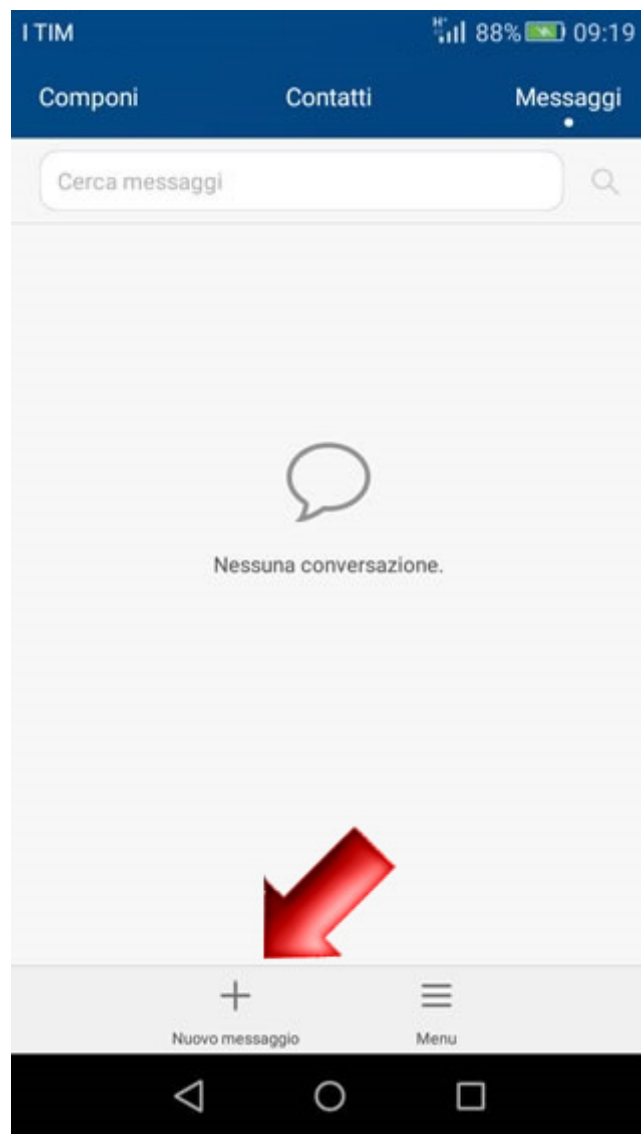 I TIM H+ 88% 09:19
Componi Contatti Messaggi
Cerca messaggi
Nessuna conversazione.
Nuovo messaggio Menu